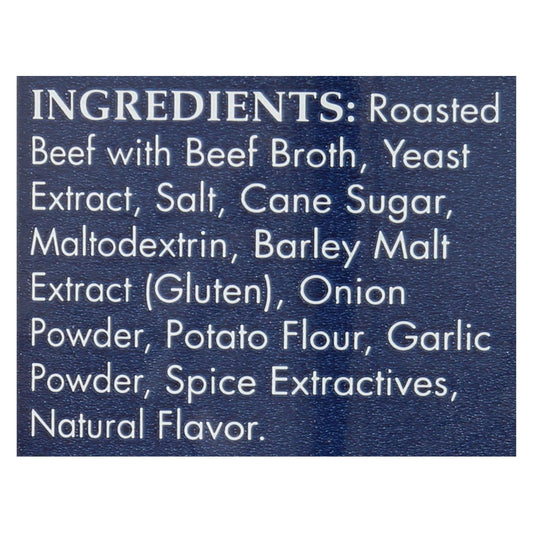 INGREDIENTS: Roasted
Beef with Beef Broth, Yeast
Extract, Salt, Cane Sugar,
Maltodextrin, Barley Malt
Extract (Gluten), Onion
Powder, Potato Flour, Garlic
Powder, Spice Extractives,
Natural Flavor.